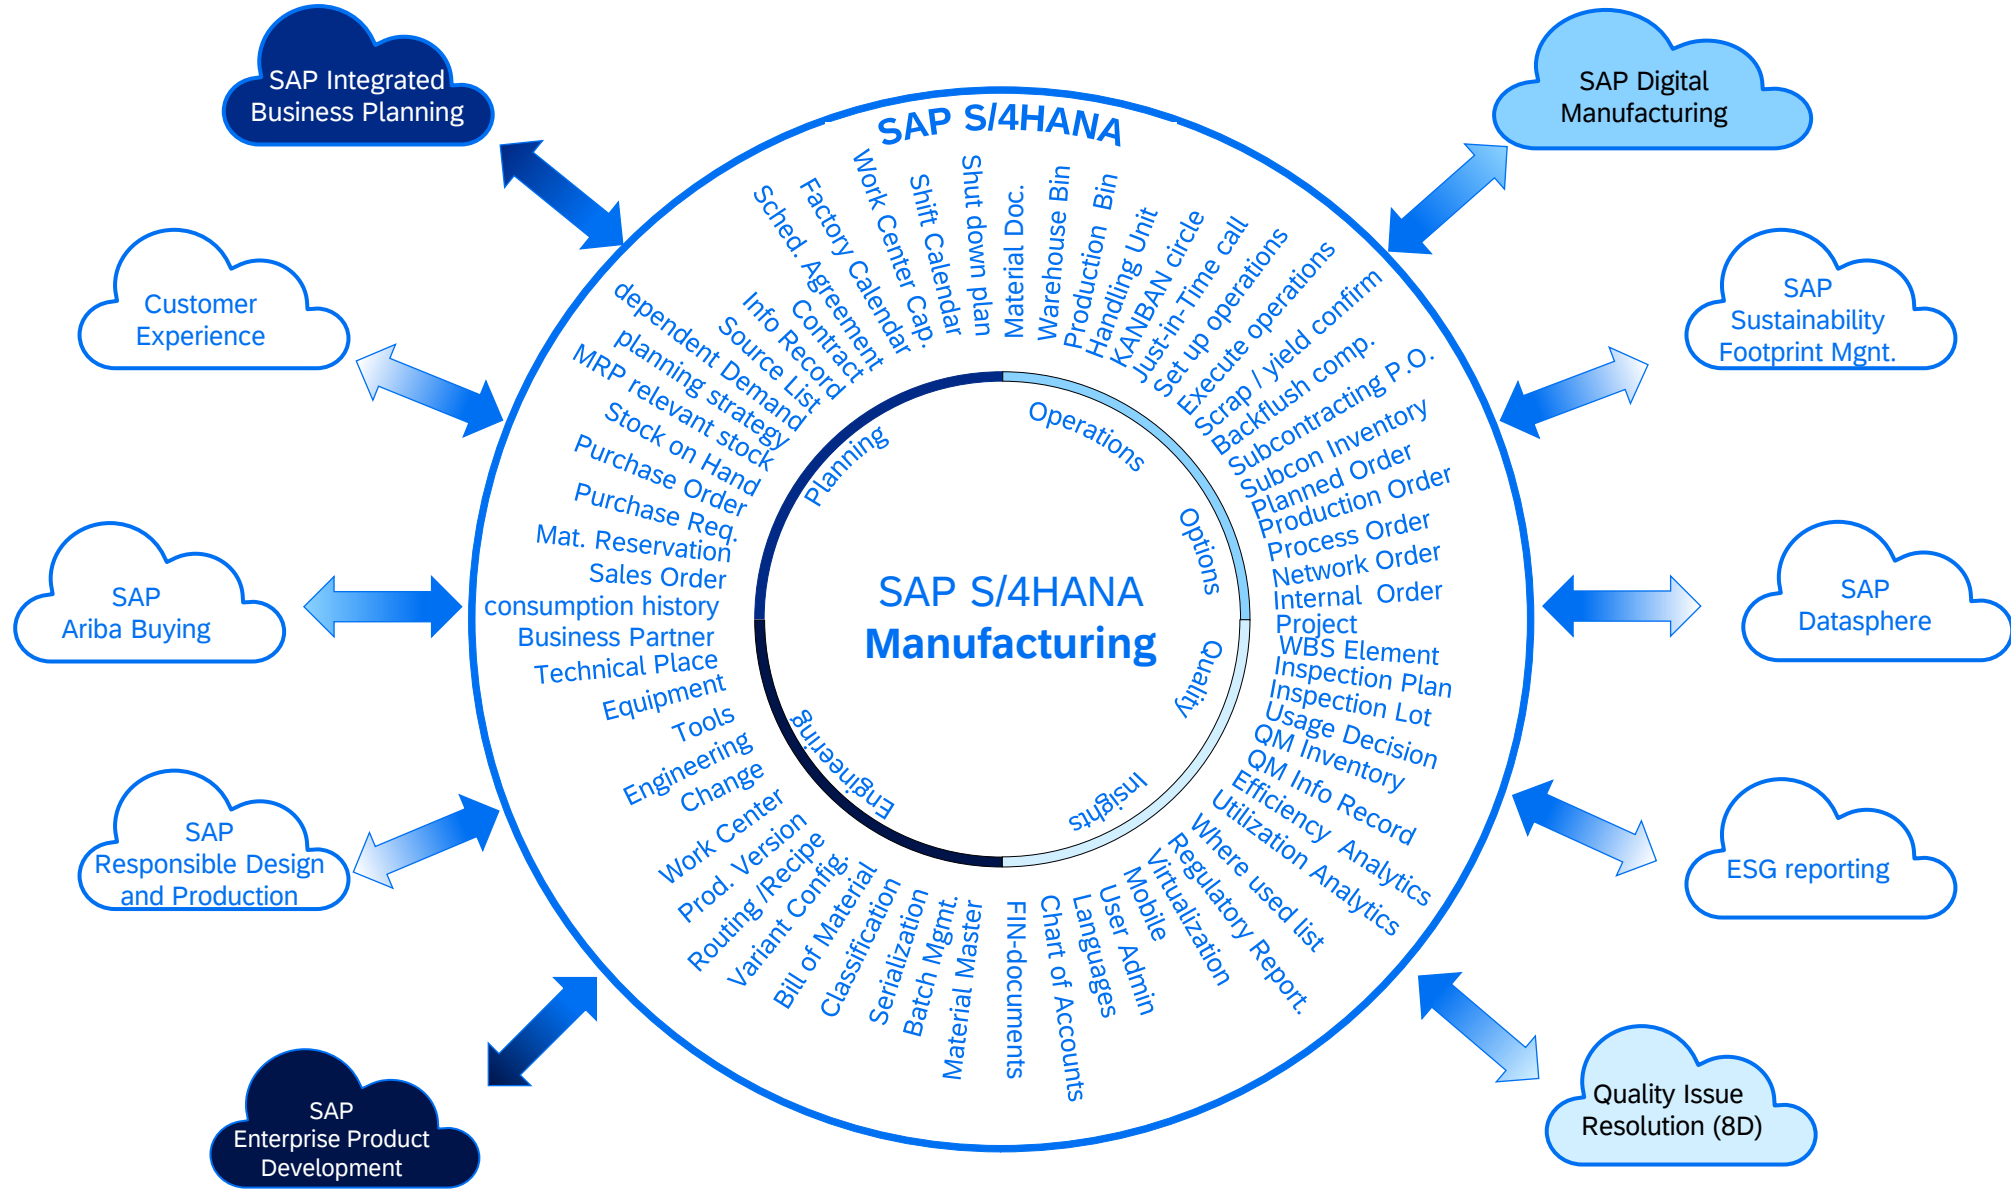 SAP Integrated
Business Planning
Customer
Experience
SAP
Ariba Buying
SAP
Responsible Design
and Production
SAP
Enterprise Product
Development
SAP Digital
Manufacturing
SAP
Sustainability
Footprint Mgnt.
SAP
Datasphere
ESG reporting
Quality Issue
Resolution (8D)
SAP S/4HANA
Material Doc.
Warehouse Bin
Production Bin
Handling Unit
KANBAN circle
Just-in-Time call
Set up operations
Execute operations
Scrap / yield confirm
Backflush comp.
Subcontracting P.O.
Subcon Inventory
Planned Order
Production Order
Process Order
Network Order
Internal Order
Project
WBS Element
Inspection Plan
Inspection Lot
Usage Decision
QM Inventory
QM Info Record
Efficiency Analytics
Utilization Analytics
Where used list
Regulatory Report.
Virtualization
Mobile
User Admin
Languages
Chart of Accounts
FIN-documents
Material Master
Batch Mgmt.
Serialization
Classification
Bill of Material
Variant Config.
Routing /Recipe
Prod. Version
Work Center
Engineering
Change
Tools
Equipment
Technical Place
Business Partner
consumption history
Sales Order
Mat. Reservation
Purchase Req.
Purchase Order
Stock on Hand
MRP relevant stock
planning strategy
dependent Demand
Source List
Info Record
Contract
Sched. Agreement
Factory Calendar
Work Center Cap.
Shift Calendar
Shut down plan
Planning
Operations
Options
Quality
Insights
Engineering
SAP S/4HANA
Manufacturing